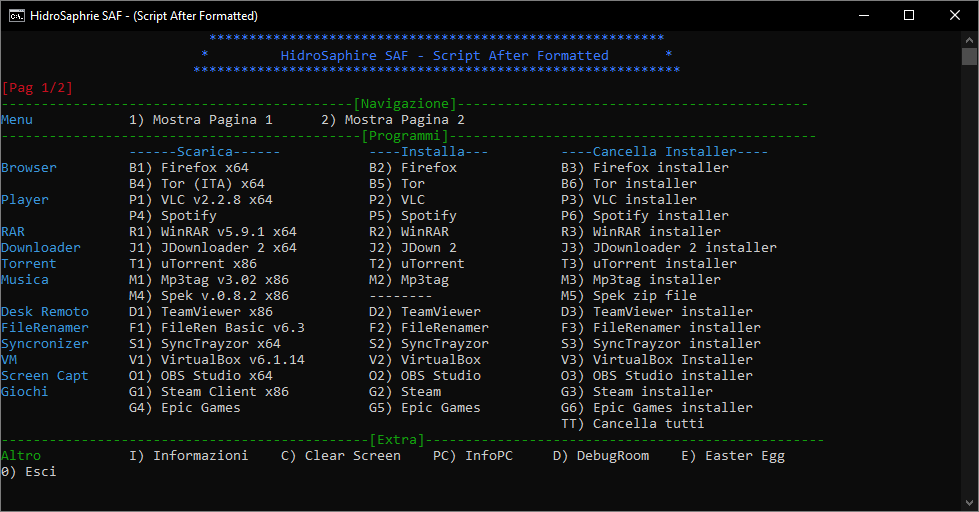 HidroSaphrie SAF - (Script After Formatted)
*********************************************************
* HidroSaphire SAF - Script After Formatted *
*************************************************************
[Pag 1/2]
--------------------------------------------[Navigazione]--------------------------------------------
Menu 1) Mostra Pagina 1 2) Mostra Pagina 2
---------------------------------------------[Programmi]----------------------------------------------
------Scarica------ ----Installa--- ----Cancella Installer----
Browser B1) Firefox x64 B2) Firefox B3) Firefox installer
B4) Tor (ITA) x64 B5) Tor B6) Tor installer
Player P1) VLC v2.2.8 x64 P2) VLC P3) VLC installer
P4) Spotify P5) Spotify P6) Spotify installer
RAR R1) WinRAR v5.9.1 x64 R2) WinRAR R3) WinRAR installer
Downloader J1) JDownloader 2 x64 J2) JDown 2 J3) JDownloader 2 installer
Torrent T1) uTorrent x86 T2) uTorrent T3) uTorrent installer
Musica M1) Mp3tag v3.02 x86 M2) Mp3tag M3) Mp3tag installer
M4) Spek v.0.8.2 x86 -------- M5) Spek zip file
Desk Remoto D1) TeamViewer x86 D2) TeamViewer D3) TeamViewer installer
FileRenamer F1) FileRen Basic v6.3 F2) FileRenamer F3) FileRenamer installer
Syncronizer S1) SyncTrayzor x64 S2) SyncTrayzor S3) SyncTrayzor installer
VM V1) VirtualBox v6.1.14 V2) VirtualBox V3) VirtualBox Installer
Screen Capt O1) OBS Studio x64 O2) OBS Studio O3) OBS Studio installer
Giochi G1) Steam Client x86 G2) Steam G3) Steam installer
G4) Epic Games G5) Epic Games G6) Epic Games installer
TT) Cancella tutti
----------------------------------------------[Extra]--------------------------------------------------
Altro I) Informazioni C) Clear Screen PC) InfoPC D) DebugRoom E) Easter Egg
0) Esci